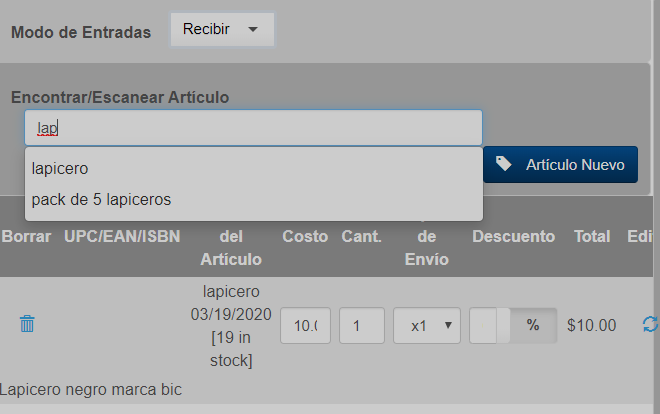 Modo de Entradas Recibir
Encontrar/Escanear Artículo
lap
lapicero
pack de 5 lapiceros
Artículo Nuevo
Borrar UPC/EAN/ISBN del Costo Cant. de Descuento Total Edi
Artículo Envío
lapicero
03/19/2020
[19 in
stock]
10.0 1 x1 % $10.00
Lapicero negro marca bic